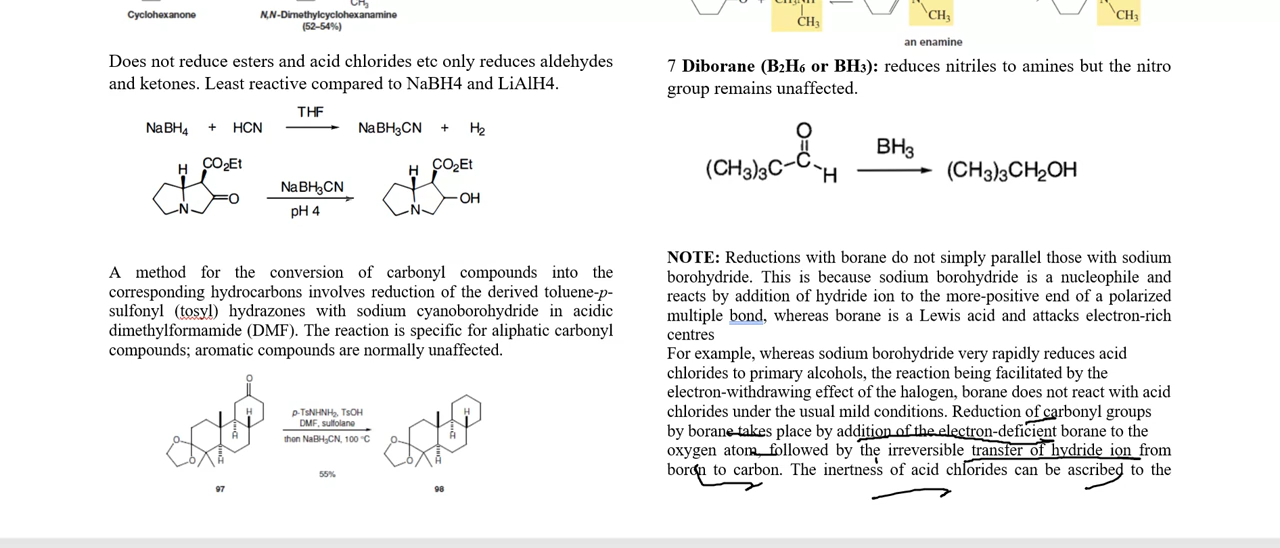 CH3
Cyclohexanone N,N-Dimethylcyclohexanamine
(52–54%)
Does not reduce esters and acid chlorides etc only reduces aldehydes
and ketones. Least reactive compared to NaBH4 and LiAlH4.
THF
NaBH4 + HCN NaBH3CN + H2
H CO2Et H CO2Et
NaBH3CN
N O N OH
pH 4
A method for the conversion of carbonyl compounds into the
corresponding hydrocarbons involves reduction of the derived toluene-p-
sulfonyl (tosyl) hydrazones with sodium cyanoborohydride in acidic
dimethylformamide (DMF). The reaction is specific for aliphatic carbonyl
compounds; aromatic compounds are normally unaffected.
O
H H
p-TsNHNH2, TsOH
DMF, sulfolane
then NaBH3CN, 100 °C
O H H O H H
O O
55%
97 98
CH3 CH3 CH3
an enamine
7 Diborane (B2H6 or BH3): reduces nitriles to amines but the nitro
group remains unaffected.
O
(CH3)3C-C-H BH3 (CH3)3CH2OH
NOTE: Reductions with borane do not simply parallel those with sodium
borohydride. This is because sodium borohydride is a nucleophile and
reacts by addition of hydride ion to the more-positive end of a polarized
multiple bond, whereas borane is a Lewis acid and attacks electron-rich
centres
For example, whereas sodium borohydride very rapidly reduces acid
chlorides to primary alcohols, the reaction being facilitated by the
electron-withdrawing effect of the halogen, borane does not react with acid
chlorides under the usual mild conditions. Reduction of carbonyl groups
by borane takes place by addition of the electron-deficient borane to the
oxygen atom, followed by the irreversible transfer of hydride ion from
boron to carbon. The inertness of acid chlorides can be ascribed to the